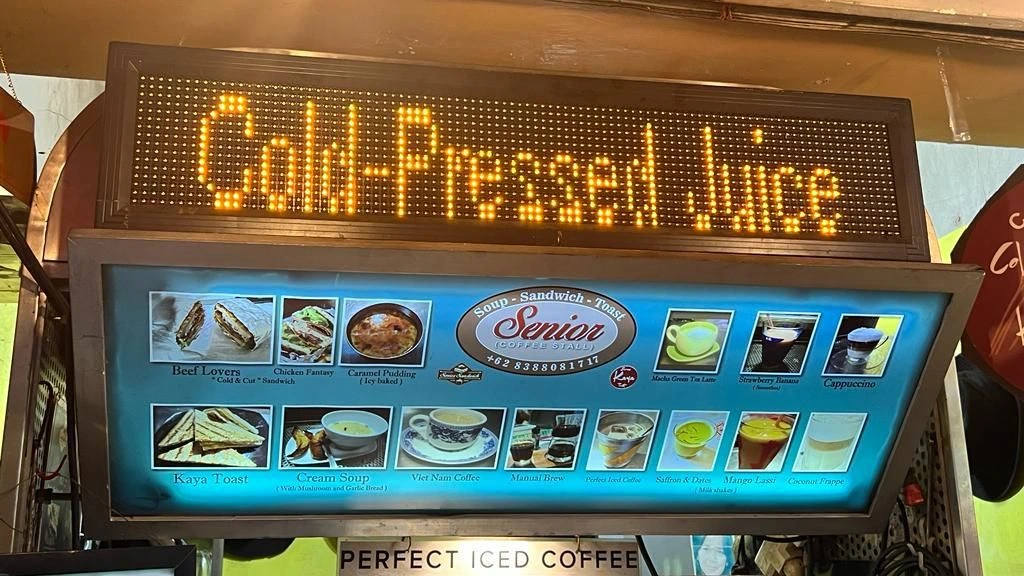 Cold-Pressed Juice
Soup - Sandwich - Toast
Senior
(COFFEE STALL)
+62 8388081717
Beef Lovers
" Cold & Cut " Sandwich
Chicken Fantasy
Caramel Pudding
( Icy baked )
Macha Green Tea Latte
Strawberry Banana
( Smoothes )
Cappuccino
Kaya Toast
Cream Soup
( With Mushroom and Garlic Bread )
Viet Nam Coffee
Manual Brew
Perfect Iced Coffee
Saffron & Dates
Mango Lassi
( Milk shakes )
Coconut Frappe
PERFECT ICED COFFEE